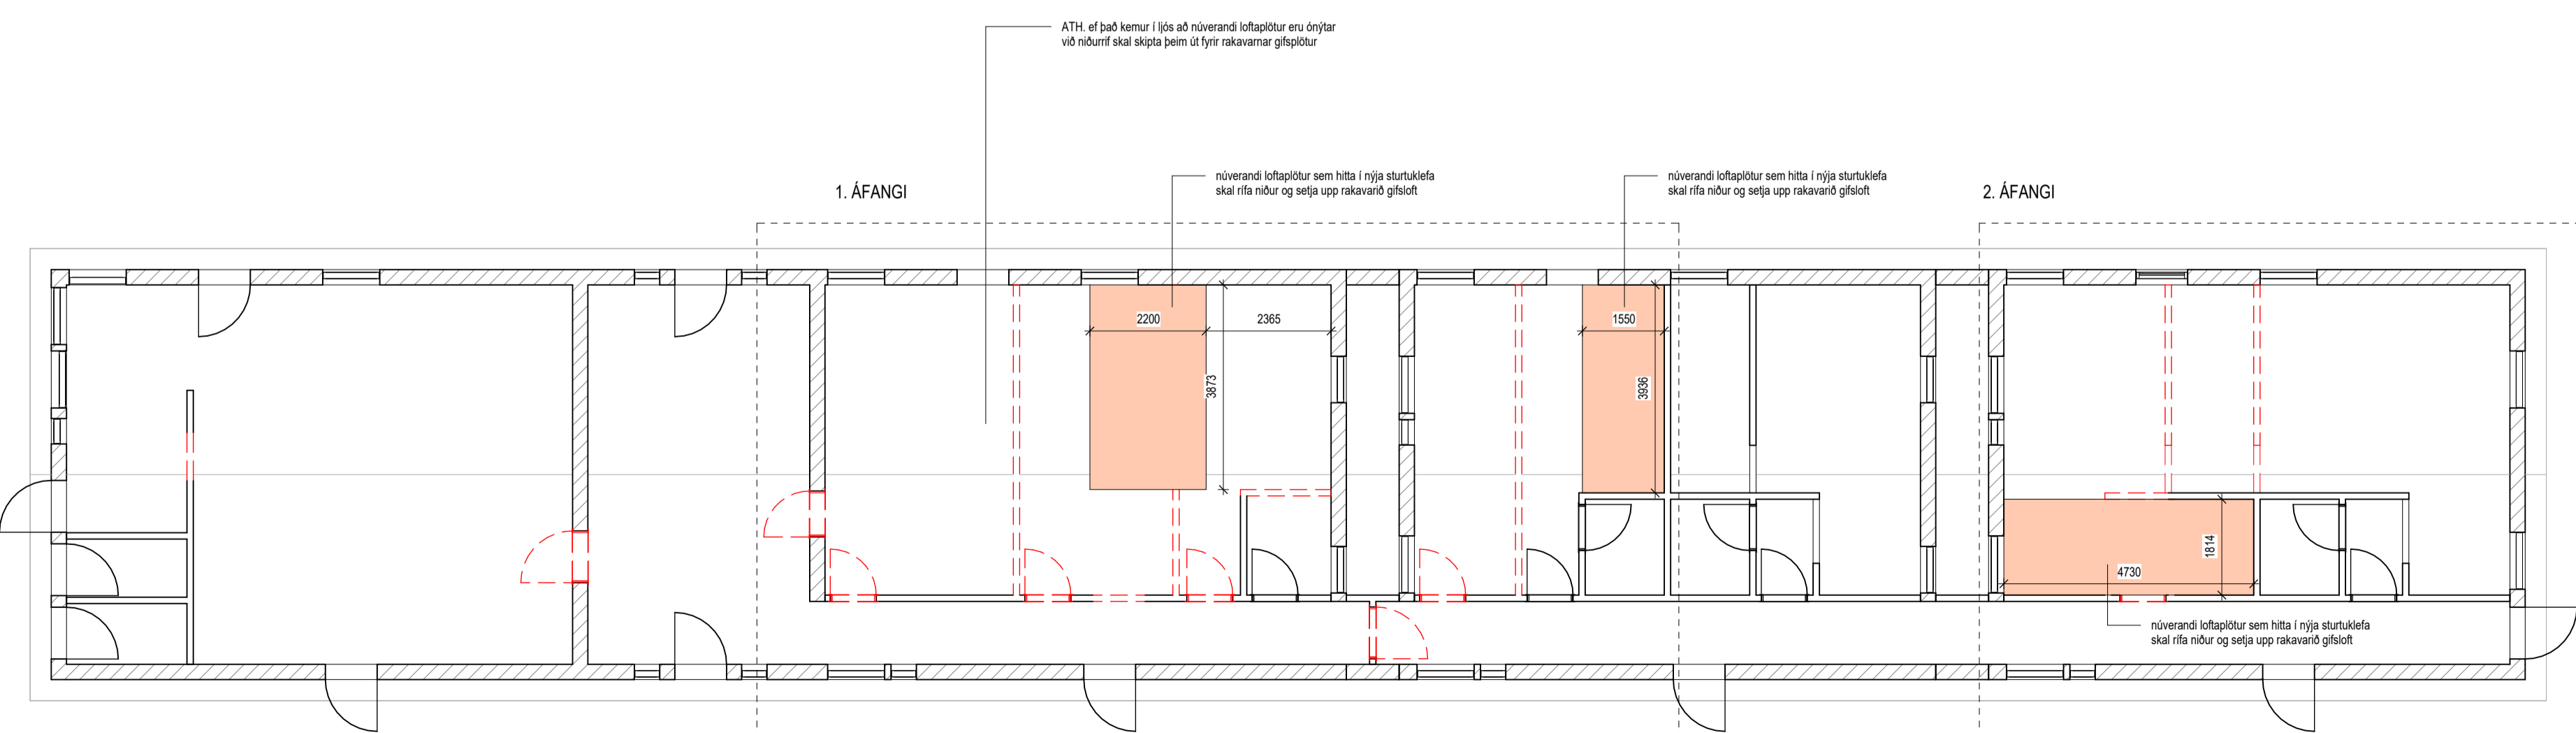 ATH. ef það kemur í ljós að núverandi loftaplötur eru ónýtar
við niðurrif skal skipta þeim út fyrir rakavarnar gifsplötur
núverandi loftaplötur sem hitta í nýja sturtuklefa
skal rífa niður og setja upp rakavarið gifsloft
núverandi loftaplötur sem hitta í nýja sturtuklefa
skal rífa niður og setja upp rakavarið gifsloft
1. ÁFANGI
2. ÁFANGI
2200
2365
1550
3873
3936
1814
4730
núverandi loftaplötur sem hitta í nýja sturtuklefa
skal rífa niður og setja upp rakavarið gifsloft